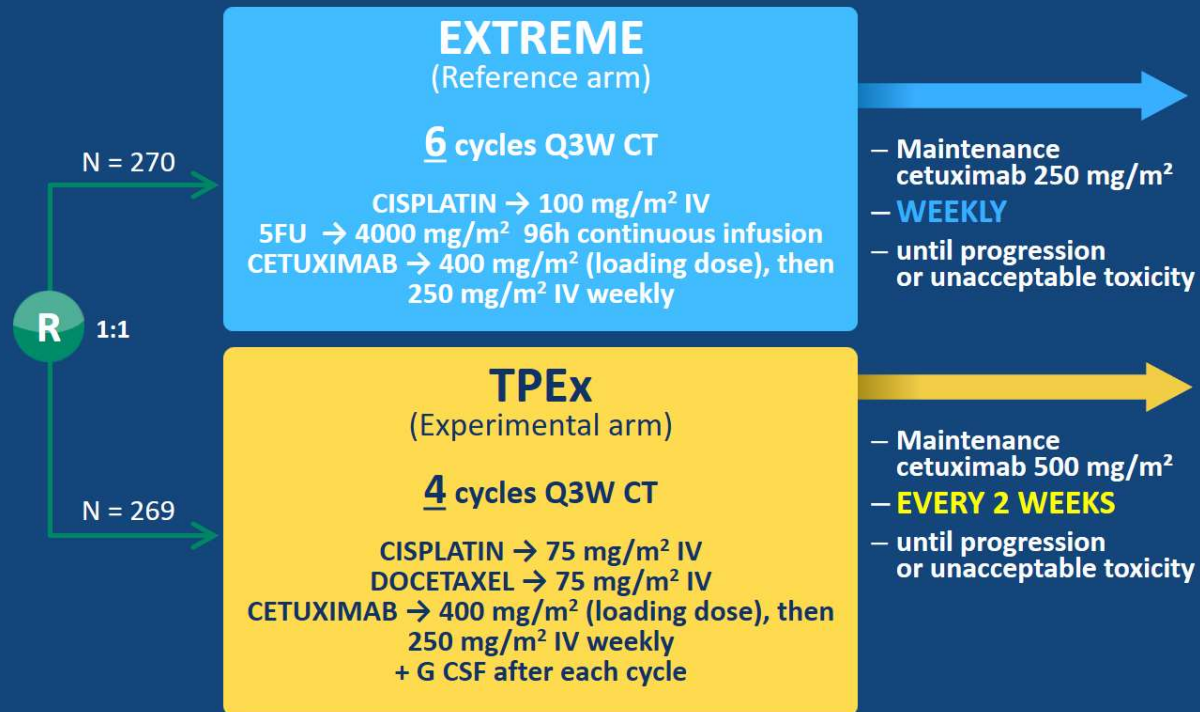 EXTREME
(Reference arm)
6 cycles Q3W CT
CISPLATIN → 100 mg/m² IV
5FU → 4000 mg/m² 96h continuous infusion
CETUXIMAB → 400 mg/m² (loading dose), then
250 mg/m² IV weekly
– Maintenance
cetuximab 250 mg/m²
– WEEKLY
– until progression
or unacceptable toxicity
N = 270
R 1:1
N = 269
TPEx
(Experimental arm)
4 cycles Q3W CT
CISPLATIN → 75 mg/m² IV
DOCETAXEL → 75 mg/m² IV
CETUXIMAB → 400 mg/m² (loading dose), then
250 mg/m² IV weekly
+ G CSF after each cycle
– Maintenance
cetuximab 500 mg/m²
– EVERY 2 WEEKS
– until progression
or unacceptable toxicity